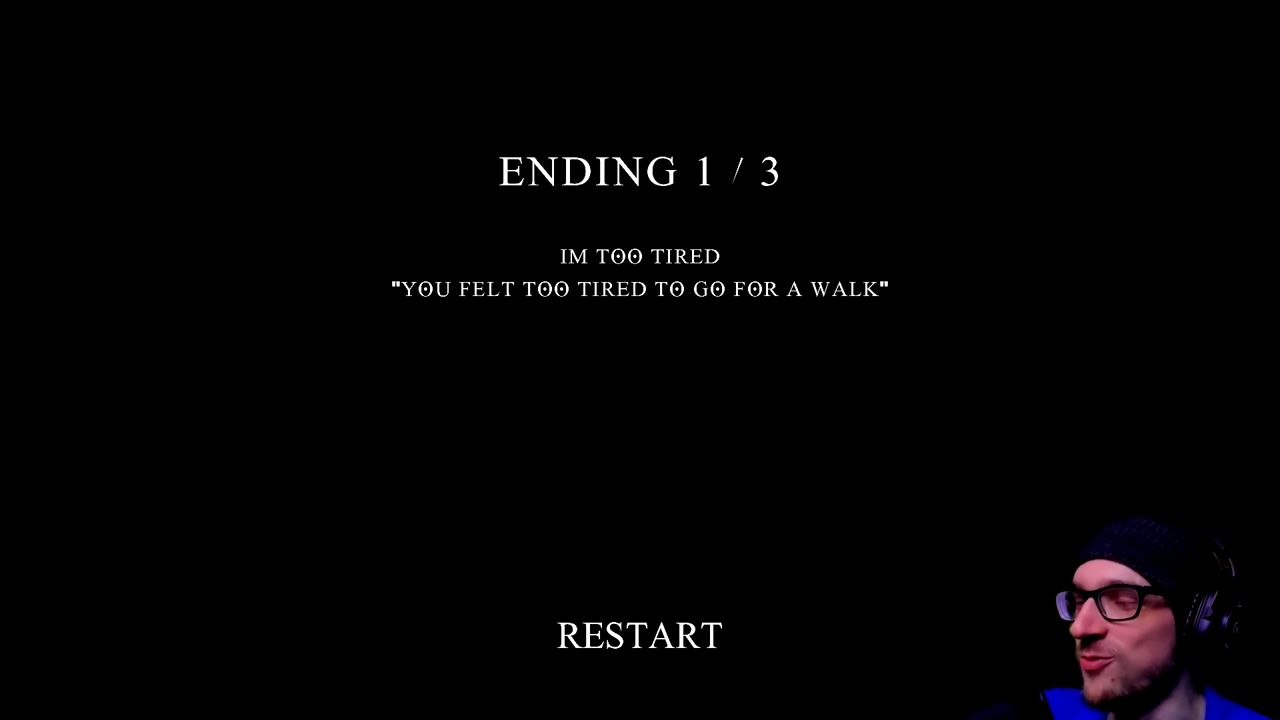 ENDING 1 / 3
IM TOO TIRED
"YOU FELT TOO TIRED TO GO FOR A WALK"
RESTART